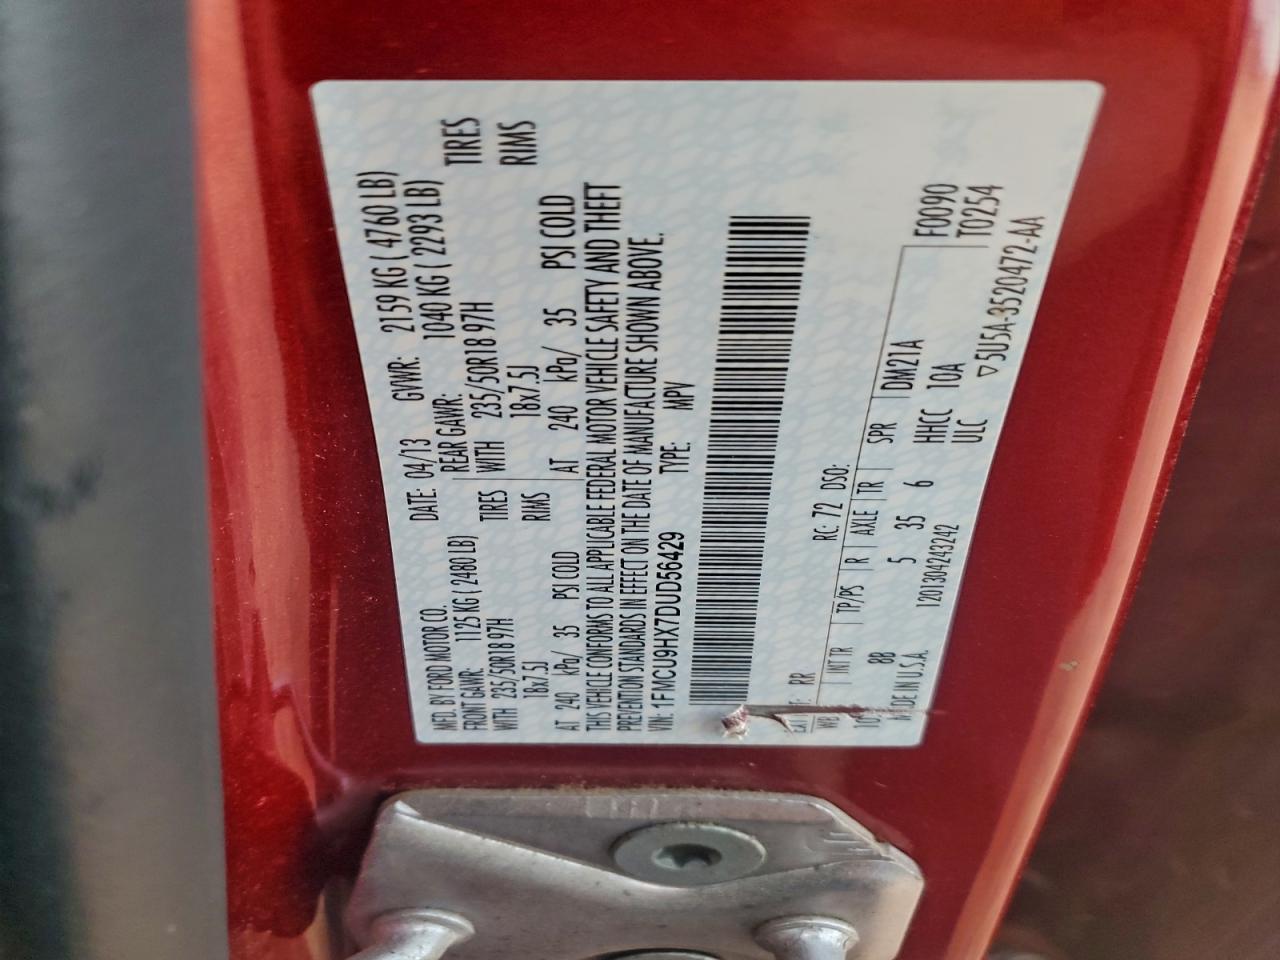 MFD. BY FORD MOTOR CO. DATE: 04/13 GVWR: 2159 KG ( 4760 LB)
FRONT GAWR: 1125 KG ( 2480 LB) REAR GAWR: 1040 KG ( 2293 LB)
WITH 235/50R18 97H TIRES WITH 235/50R18 97H TIRES
18x7.5J RIMS 18x7.5J RIMS
AT 240 kPa/ 35 PSI COLD AT 240 kPa/ 35 PSI COLD
THIS VEHICLE CONFORMS TO ALL APPLICABLE FEDERAL MOTOR VEHICLE SAFETY AND THEFT
PREVENTION STANDARDS IN EFFECT ON THE DATE OF MANUFACTURE SHOWN ABOVE.
VIN: 1FMCU9HX7DUD56429 TYPE: MPV
RR RC: 72 DSO:
WB INT TR TP/PS R AXLE TR SPR DM21A F0090
BB 5 35 6 HHCC 10A T0254
MADE IN U.S.A. 1201304243242 ULC
▽5U5A-3520472-AA